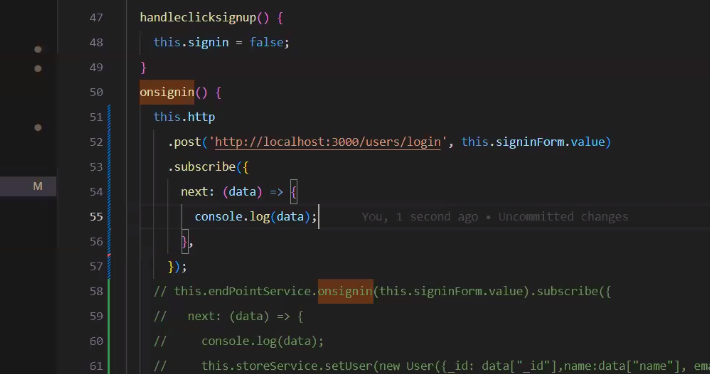 47 handleclicksignup() {
48 this.signin = false;
49 }
50 onsignin() {
51 this.http
52 .post('http://localhost:3000/users/login', this.signinForm.value)
53 .subscribe({
54 next: (data) => {
55 console.log(data); You, 1 second ago • Uncommitted changes
56 },
57 });
58 // this.endPointService.onsignin(this.signinForm.value).subscribe({
59 // next: (data) => {
M
60 // console.log(data);
61 // this.storeService.setUser(new User({_id: data["_id"],name:data["name"], ema